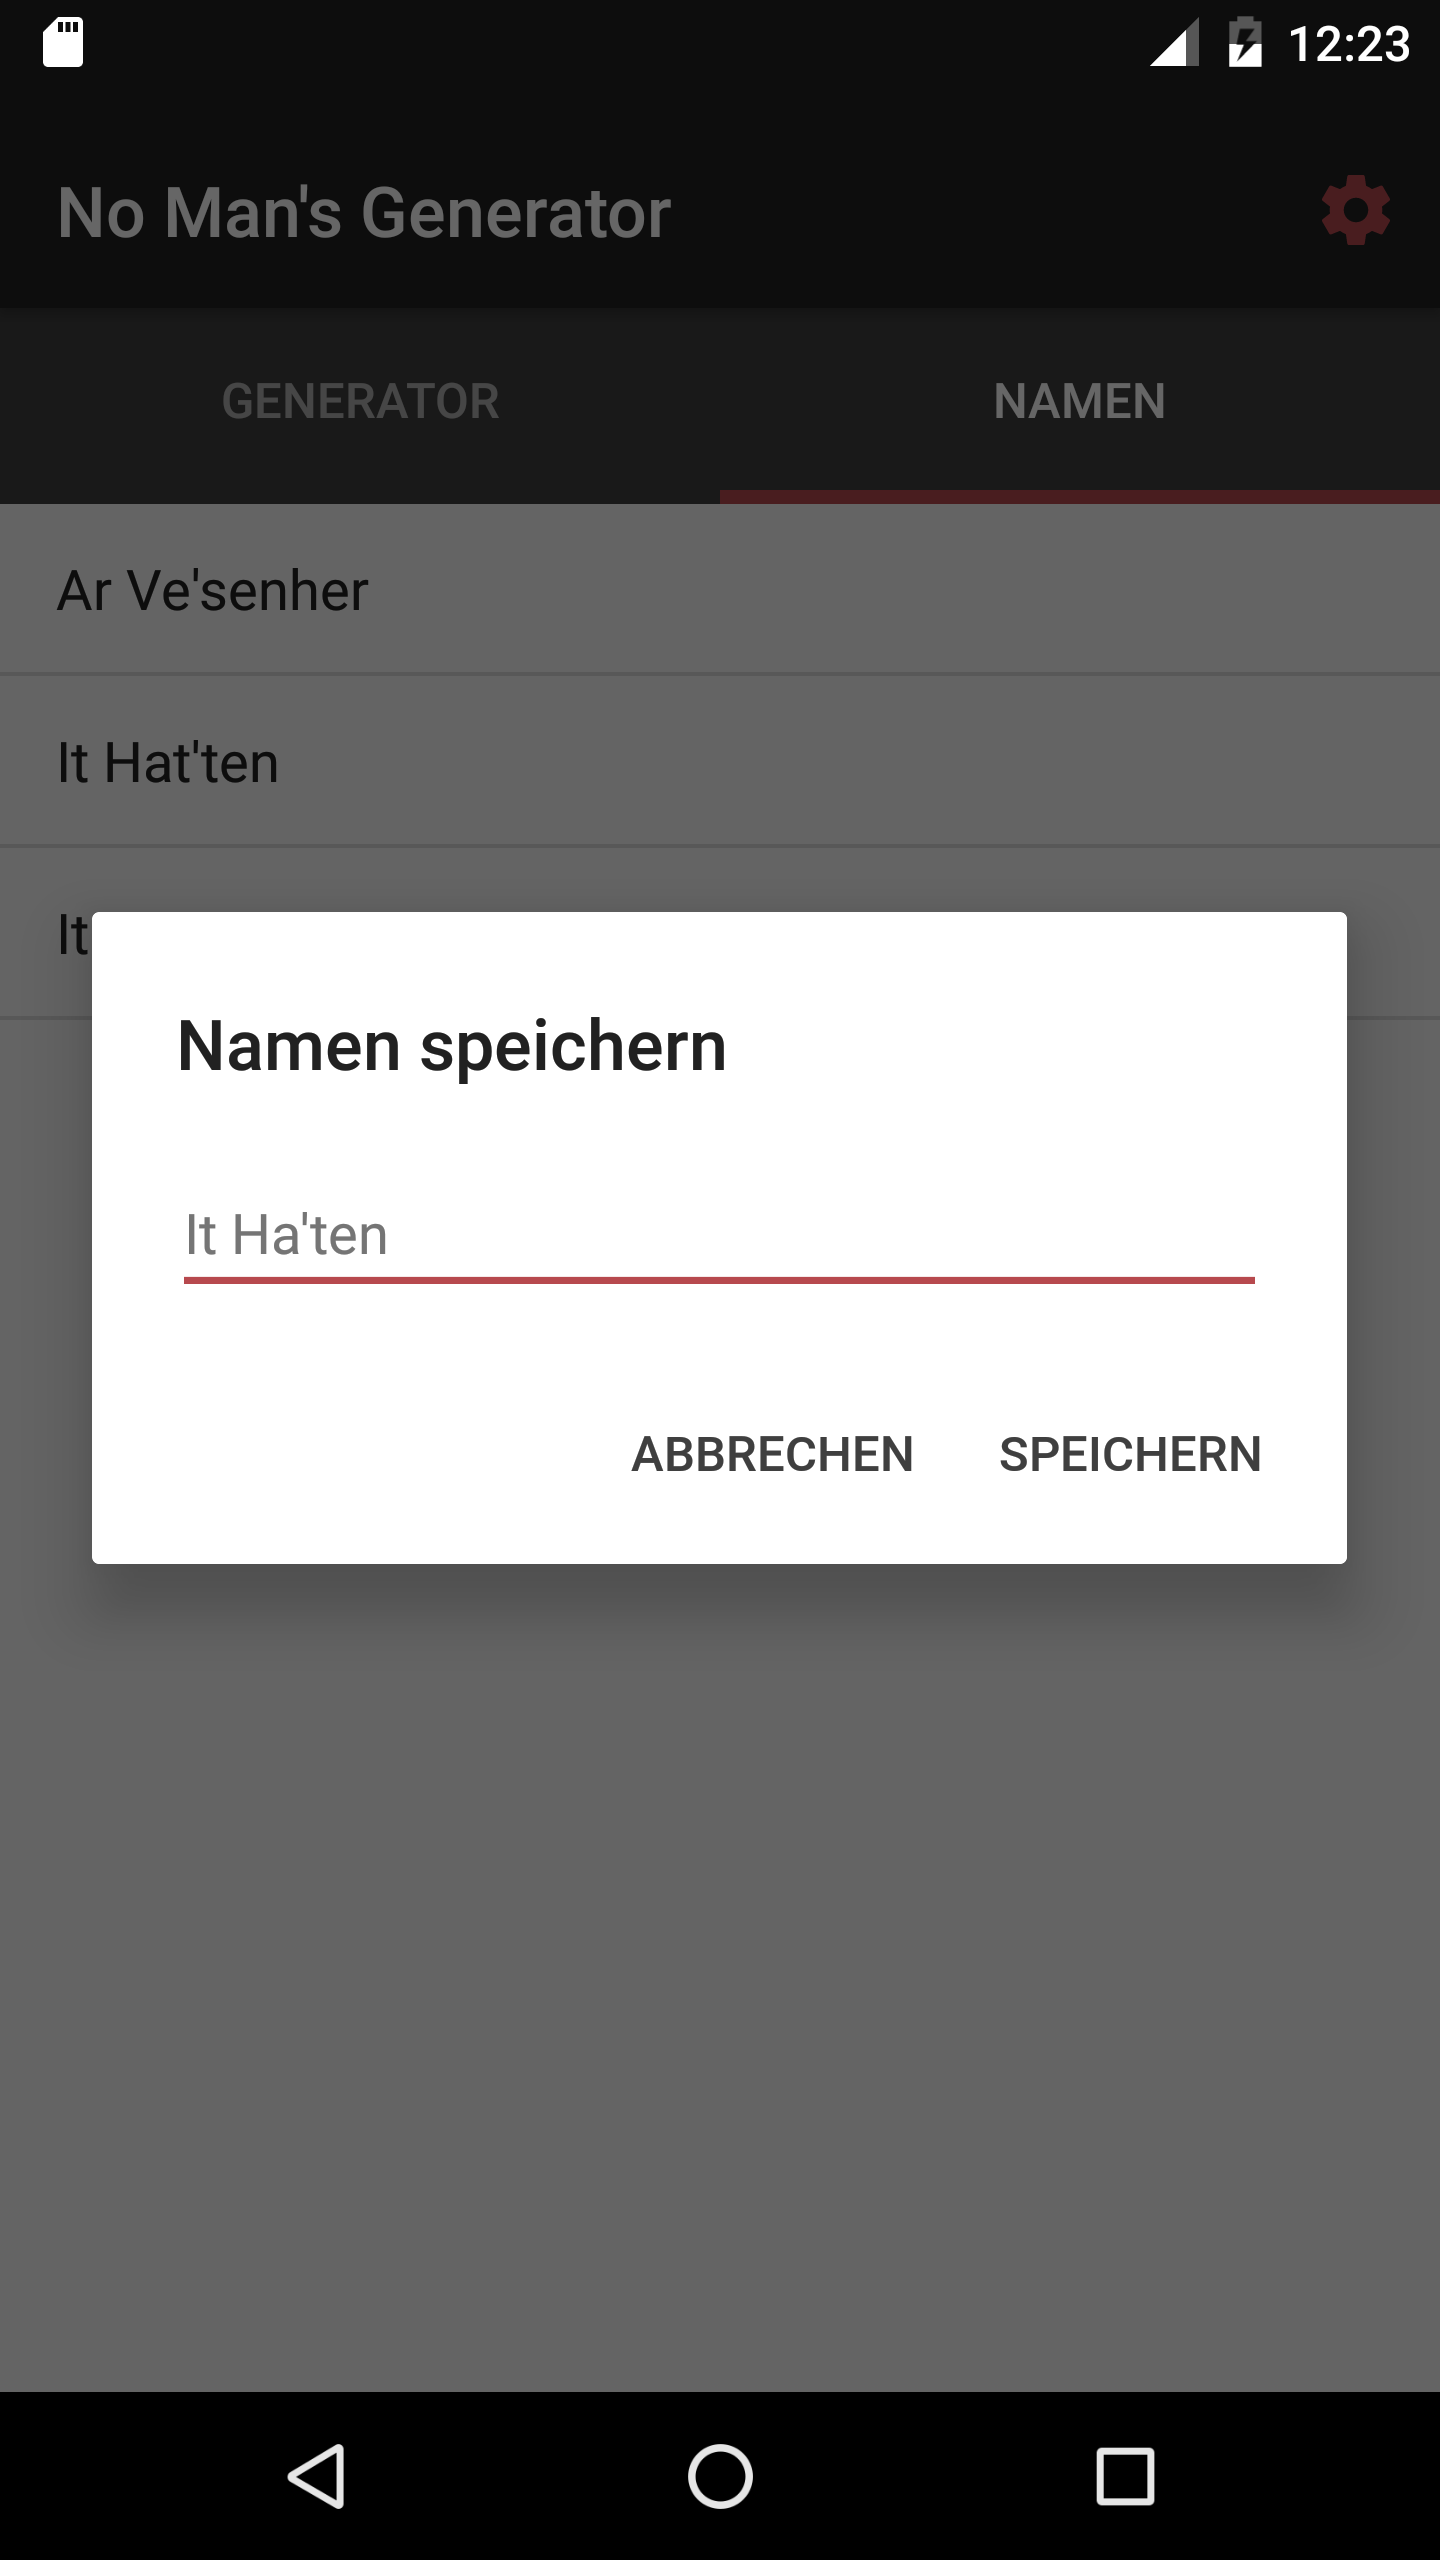 12:23
No Man's Generator
GENERATOR NAMEN
Ar Ve'senher
It Hat'ten
It
Namen speichern
It Ha'ten
ABBRECHEN SPEICHERN